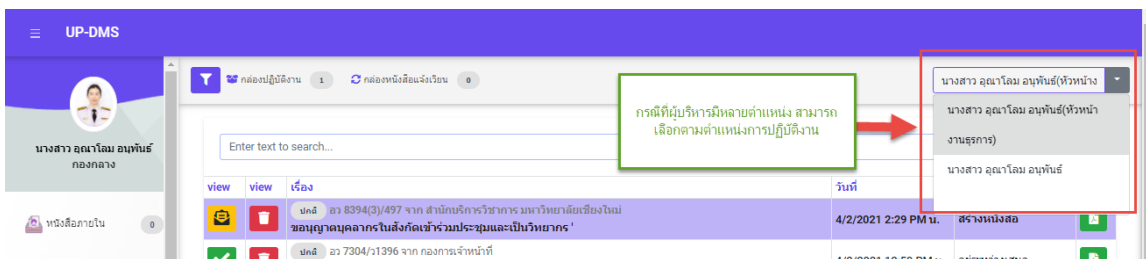 UP-DMS
กล่องปฏิบัติงาน 1 กล่องหนังสือแจ้งเวียน 0
นางสาว อุณาโลม อนุพันธ์(หัวหน้าง
กรณีที่ผู้บริหารมีหลายตำแหน่ง สามารถ
เลือกตามตำแหน่งการปฏิบัติงาน
นางสาว อุณาโลม อนุพันธ์(หัวหน้า
งานธุรการ)
นางสาว อุณาโลม อนุพันธ์
นางสาว อุณาโลม อนุพันธ์
กองกลาง
Enter text to search...
view view เรื่อง วันที่
หนังสือภายใน 0
ปกติ อว 8394(3)/497 จาก สำนักบริการวิชาการ มหาวิทยาลัยเชียงใหม่
ขออนุญาตบุคลากรในสังกัดเข้าร่วมประชุมและเป็นวิทยากร '
4/2/2021 2:29 PM น. สร้างหนังสือ
ปกติ อว 7304/ว1396 จาก กองการเจ้าหน้าที่